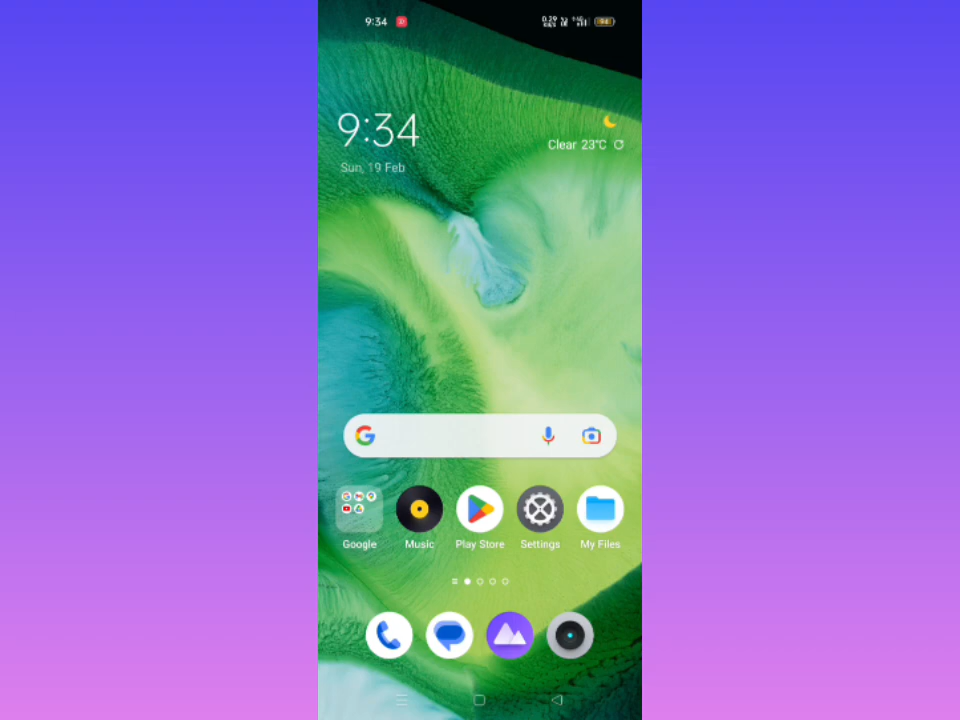 9:34
9:34
Clear 23°C
Sun, 19 Feb
Google
Music
Play Store
Settings
My Files